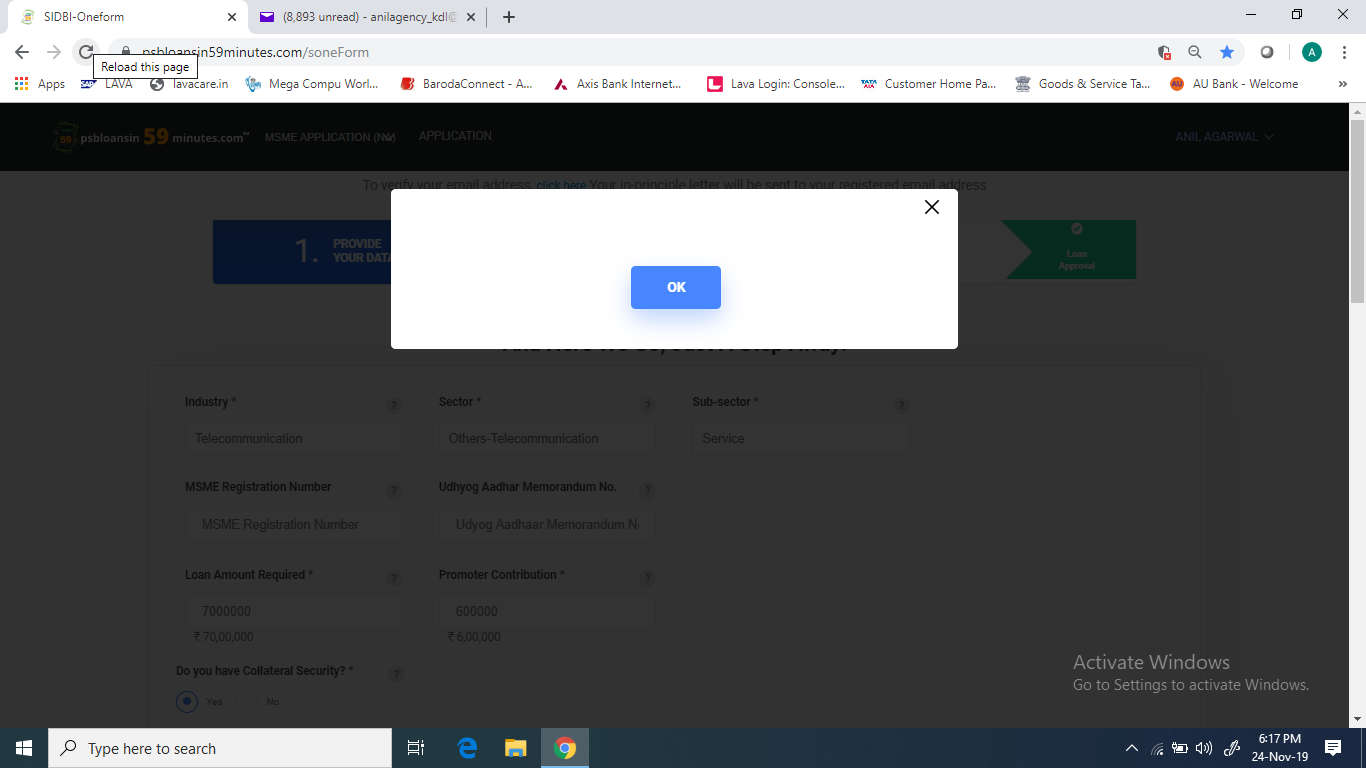 SIDBI-Oneform
(8,893 unread) - anilagency_kdl@
psbloansin59minutes.com/soneForm
Reload this page
Apps
LAVA
lavacare.in
Mega Compu Worl...
BarodaConnect - A...
Axis Bank Internet...
Lava Login: Console...
Customer Home Pa...
Goods & Service Ta...
AU Bank - Welcome
psbloansin 59 minutes.com™
MSME APPLICATION
APPLICATION
ANIL AGARWAL
To verify your email address, click here Your in-principle letter will be sent to your registered email address
1. PROVIDE
YOUR DATA
Loan
Approval
OK
Industry *
Sector *
Sub-sector *
Telecommunication
Others-Telecommunication
Service
MSME Registration Number
Udhyog Aadhar Memorandum No.
MSME Registration Number
Udyog Aadhaar Memorandum N
Loan Amount Required *
Promoter Contribution *
7000000
600000
₹ 70,00,000
₹ 6,00,000
Do you have Collateral Security? *
Yes
No
Activate Windows
Go to Settings to activate Windows.
Type here to search
6:17 PM
24-Nov-19